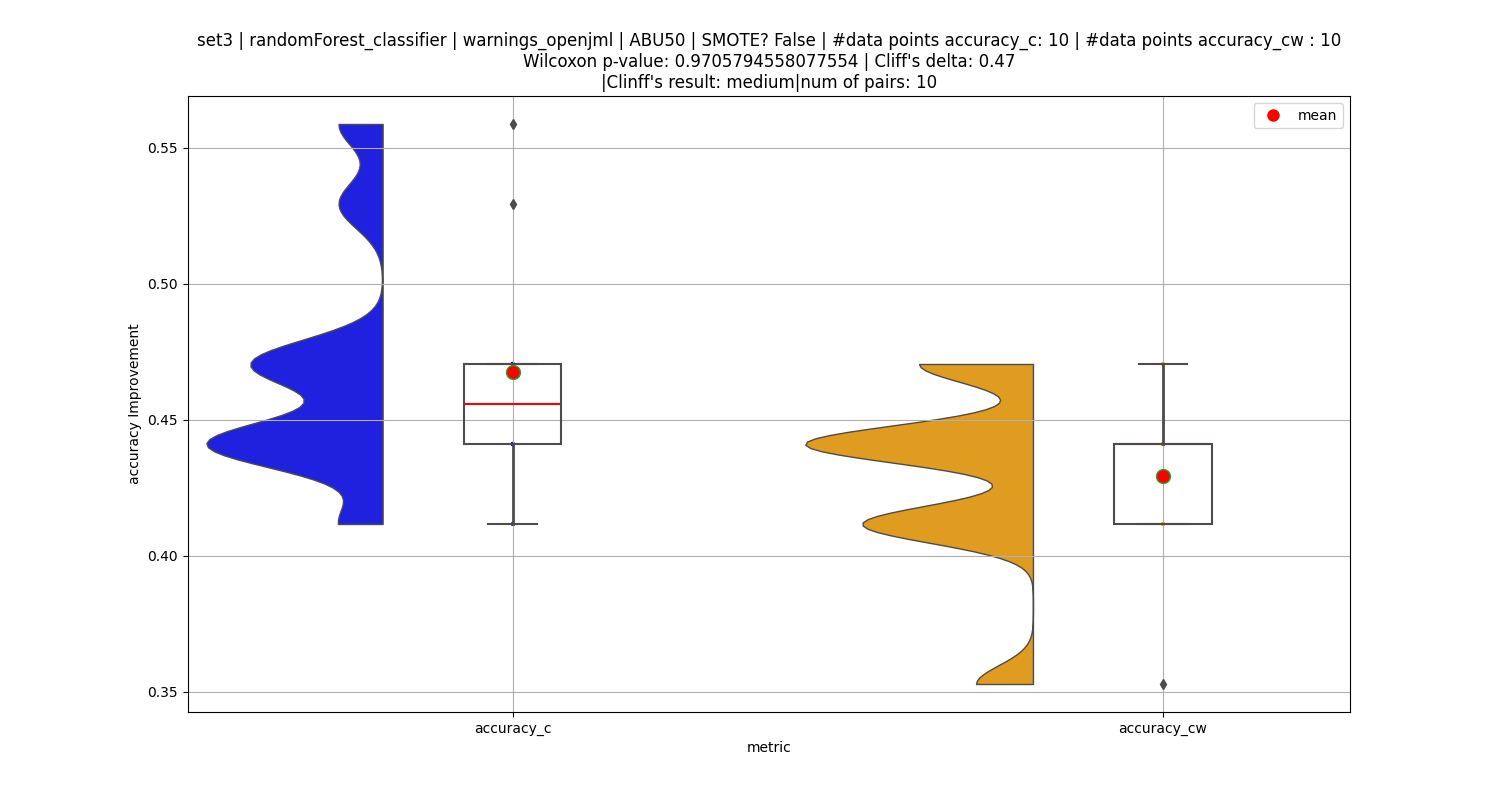 set3 | randomForest_classifier | warnings_openjml | ABU50 | SMOTE? False | #data points accuracy_c: 10 | #data points accuracy_cw : 10
Wilcoxon p-value: 0.9705794558077554 | Cliff's delta: 0.47
|Clinff's result: medium|num of pairs: 10
mean
0.55
0.50
0.45
0.40
0.35
accuracy Improvement
accuracy_c
accuracy_cw
metric